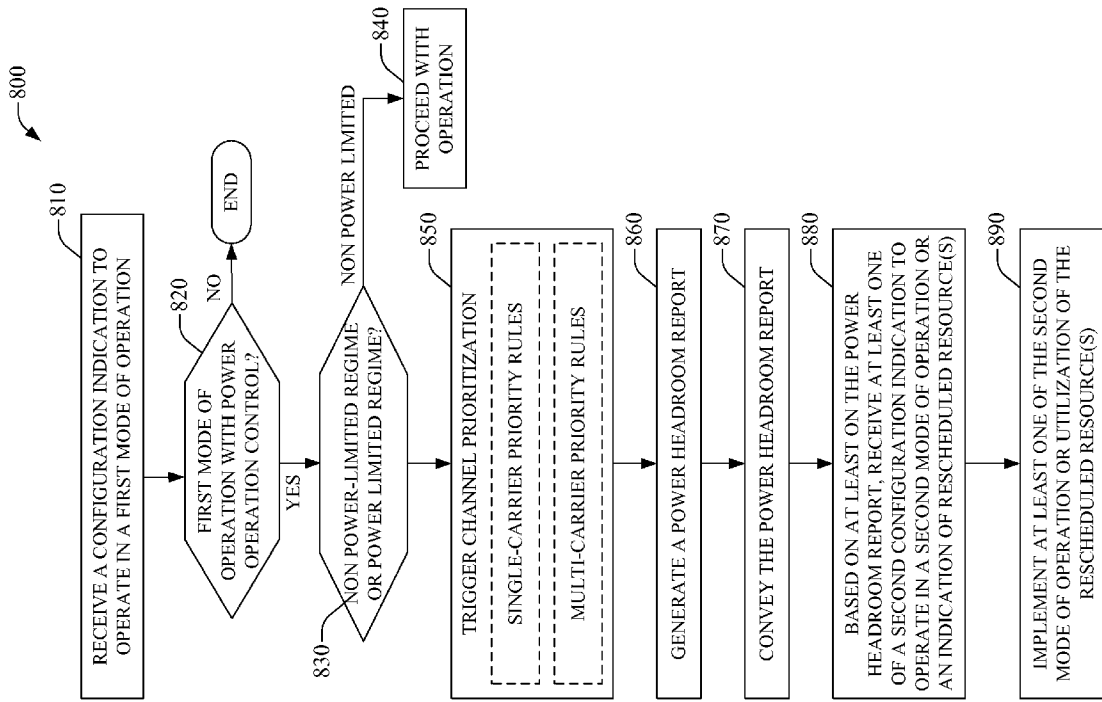 800
810
RECEIVE A CONFIGURATION INDICATION TO
OPERATE IN A FIRST MODE OF OPERATION
820
FIRST MODE OF
OPERATION WITH POWER
OPERATION CONTROL?
NO
END
YES
830
NON POWER-LIMITED REGIME
OR POWER LIMITED REGIME?
NON POWER LIMITED
840
PROCEED WITH
OPERATION
850
TRIGGER CHANNEL PRIORITIZATION
SINGLE-CARRIER PRIORITY RULES
MULTI-CARRIER PRIORITY RULES
860
GENERATE A POWER HEADROOM REPORT
870
CONVEY THE POWER HEADROOM REPORT
880
BASED ON AT LEAST ON THE POWER
HEADROOM REPORT, RECEIVE AT LEAST ONE
OF A SECOND CONFIGURATION INDICATION TO
OPERATE IN A SECOND MODE OF OPERATION OR
AN INDICATION OF RESCHEDULED RESOURCE(S)
890
IMPLEMENT AT LEAST ONE OF THE SECOND
MODE OF OPERATION OR UTILIZATION OF THE
RESCHEDULED RESOURCE(S)